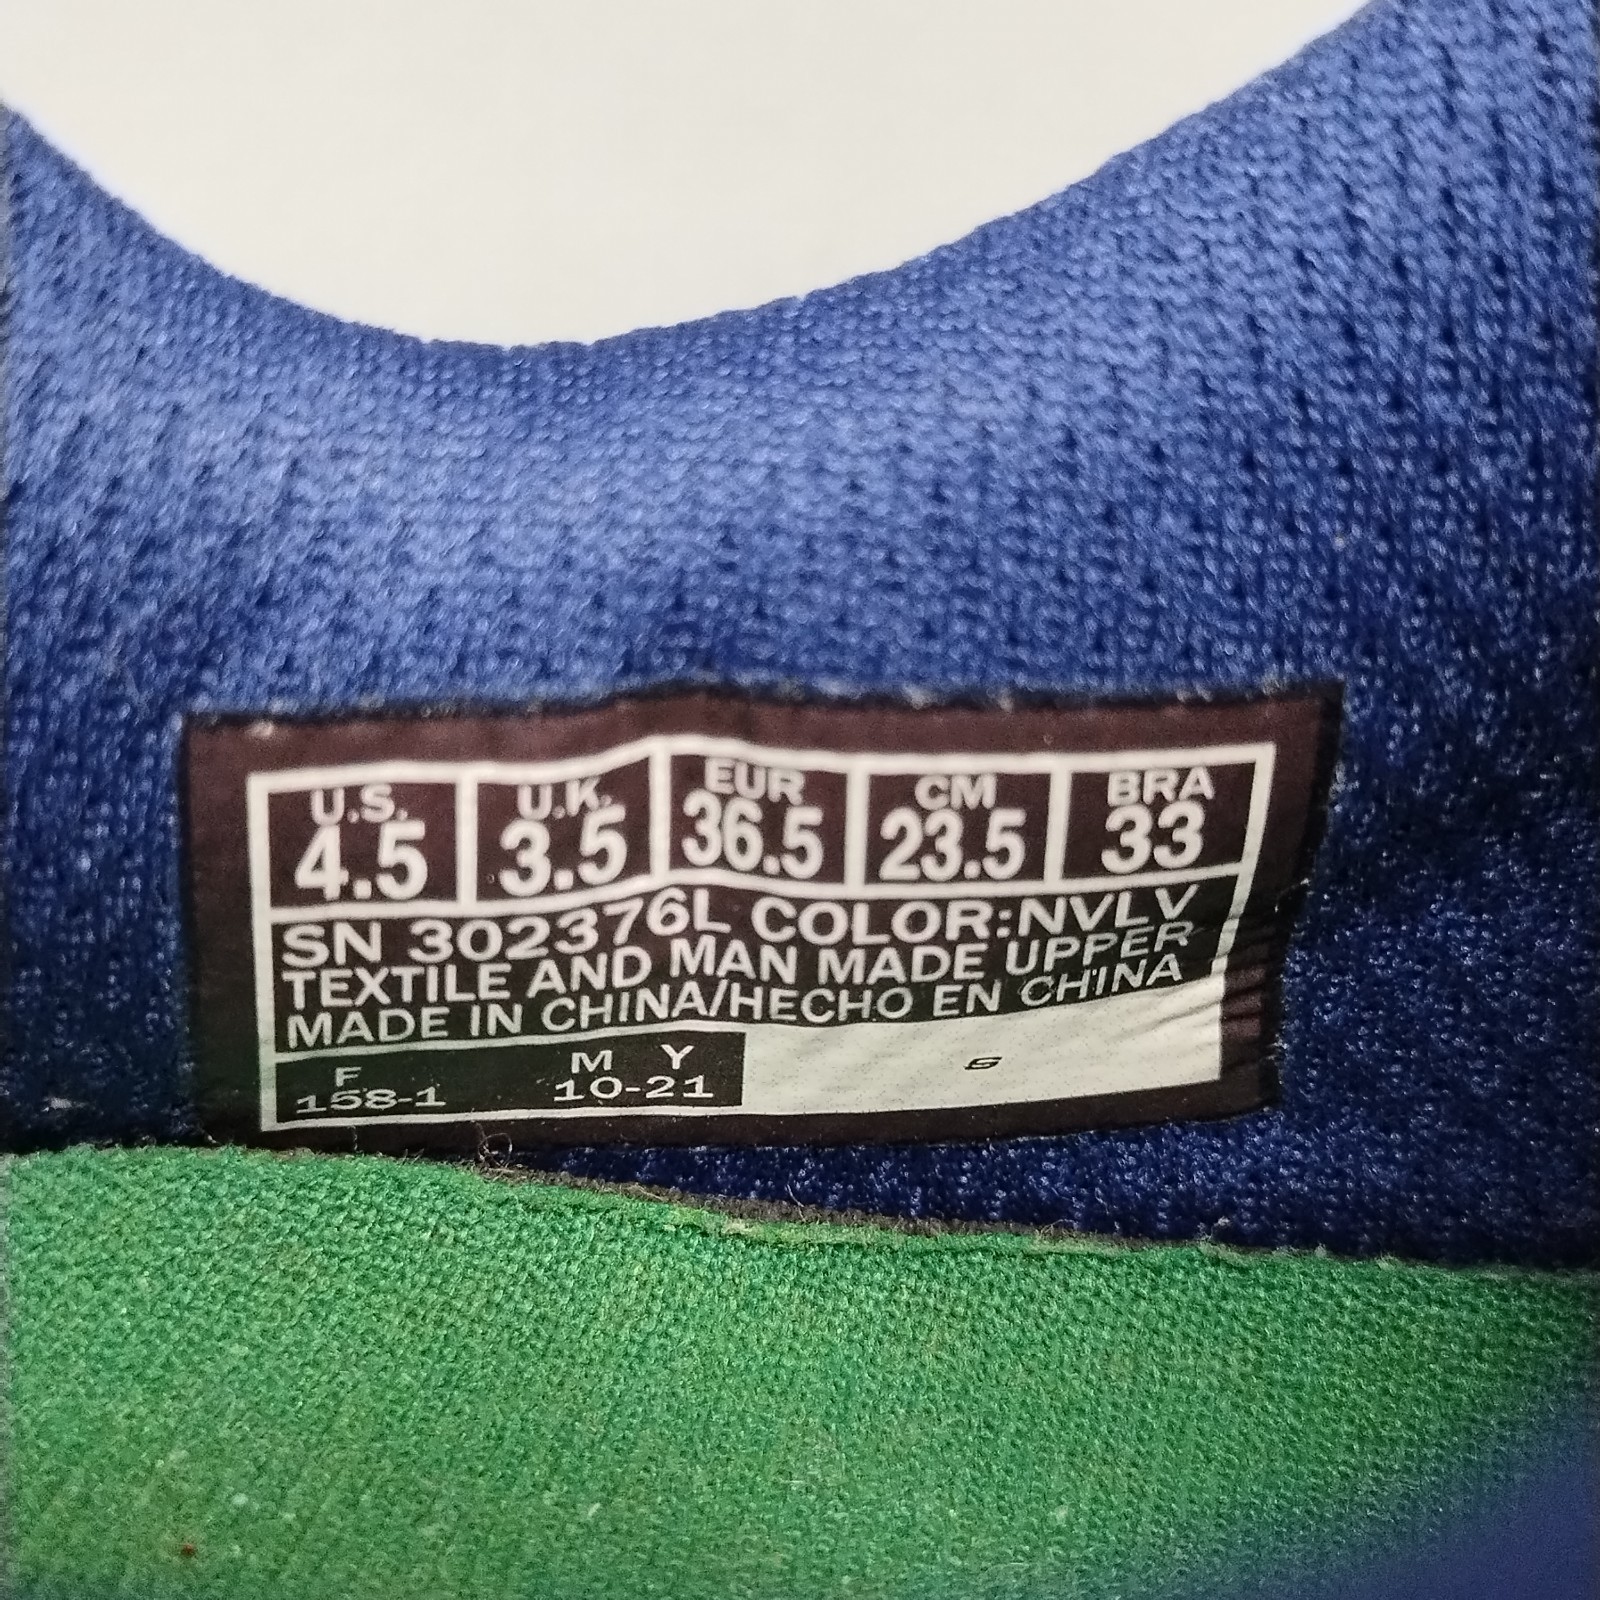 U.S. U.K. EUR CM BRA
4.5 3.5 36.5 23.5 33
SN 302376L COLOR:NVLV
TEXTILE AND MAN MADE UPPER
MADE IN CHINA/HECHO EN CHINA
F M Y
158-1 10-21